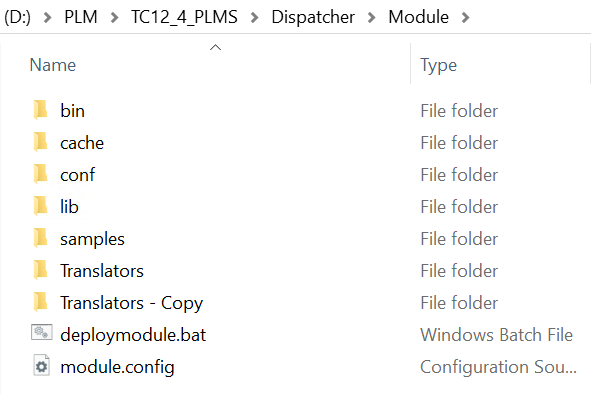 (D:) > PLM > TC12_4_PLMS > Dispatcher > Module >
Name Type
bin File folder
cache File folder
conf File folder
lib File folder
samples File folder
Translators File folder
Translators - Copy File folder
deploymodule.bat Windows Batch File
module.config Configuration Sou...